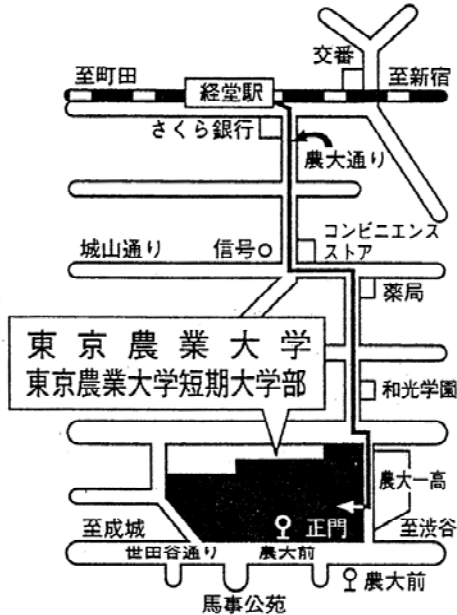 交番
至町田
経堂駅
至新宿
さくら銀行
農大通り
コンビニエンス
ストア
城山通り
信号
薬局
東京農業大学
東京農業大学短期大学部
和光学園
農大一高
正門
至成城
至渋谷
世田谷通り
農大前
農大前
馬事公苑